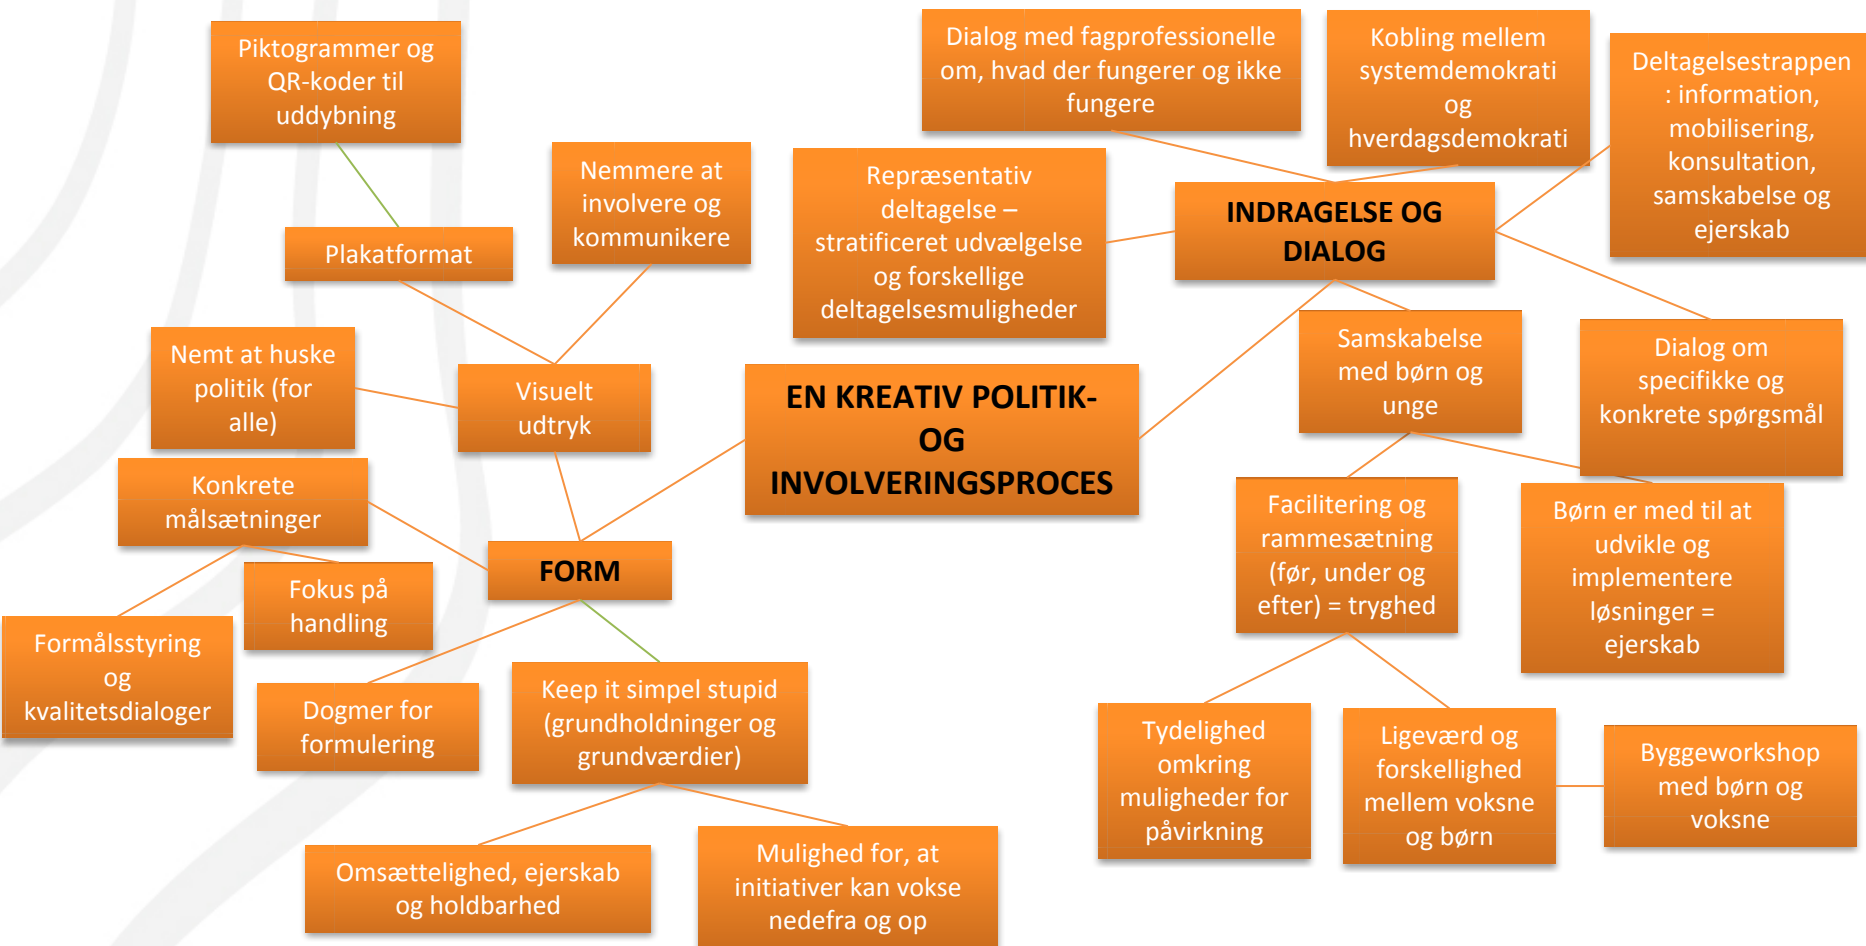 Piktogrammer og
QR-koder til
uddybning
Nemmere at
involvere og
kommunikere
Plakatformat
Nemt at huske
politik (for
alle)
Visuelt
udtryk
Konkrete
målsætninger
FORM
Fokus på
handling
Formålsstyring
og
kvalitetsdialoger
Dogmer for
formulering
Keep it simpel stupid
(grundholdninger og
grundværdier)
Omsættelighed, ejerskab
og holdbarhed
Mulighed for, at
initiativer kan vokse
nedefra og op
EN KREATIV POLITIK-
OG
INVOLVERINGSPROCES
Dialog med fagprofessionelle
om, hvad der fungerer og ikke
fungere
Kobling mellem
systemdemokrati
og
hverdagsdemokrati
Deltagelsestrappen
: information,
mobilisering,
konsultation,
samskabelse og
ejerskab
Repræsentativ
deltagelse –
stratificeret udvælgelse
og forskellige
deltagelsesmuligheder
INDRAGELSE OG
DIALOG
Samskabelse
med børn og
unge
Dialog om
specifikke og
konkrete spørgsmål
Facilitering og
rammesætning
(før, under og
efter) = tryghed
Børn er med til at
udvikle og
implementere
løsninger =
ejerskab
Tydelighed
omkring
muligheder for
påvirkning
Ligeværd og
forskellighed
mellem voksne
og børn
Byggeworkshop
med børn og
voksne